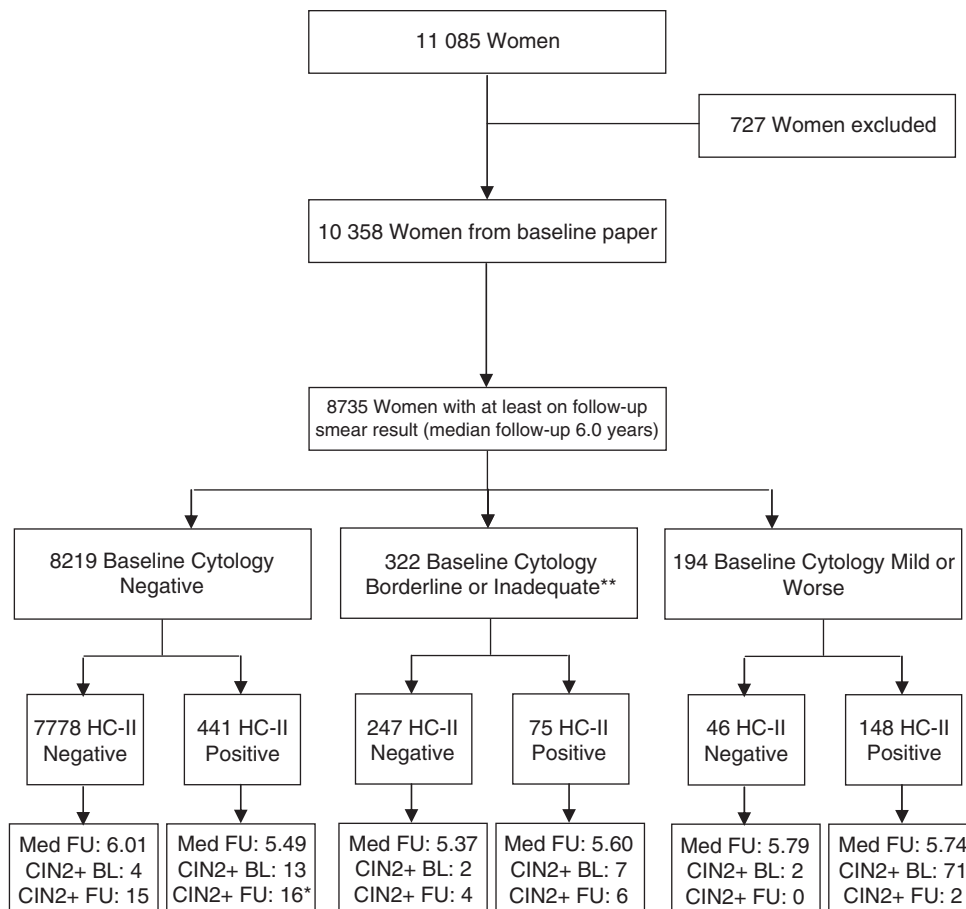 11 085 Women
727 Women excluded
10 358 Women from baseline paper
8735 Women with at least on follow-up
smear result (median follow-up 6.0 years)
8219 Baseline Cytology
Negative
322 Baseline Cytology
Borderline or Inadequate**
194 Baseline Cytology Mild or
Worse
7778 HC-II
Negative
441 HC-II
Positive
247 HC-II
Negative
75 HC-II
Positive
46 HC-II
Negative
148 HC-II
Positive
Med FU: 6.01
CIN2+ BL: 4
CIN2+ FU: 15
Med FU: 5.49
CIN2+ BL: 13
CIN2+ FU: 16*
Med FU: 5.37
CIN2+ BL: 2
CIN2+ FU: 4
Med FU: 5.60
CIN2+ BL: 7
CIN2+ FU: 6
Med FU: 5.79
CIN2+ BL: 2
CIN2+ FU: 0
Med FU: 5.74
CIN2+ BL: 71
CIN2+ FU: 2